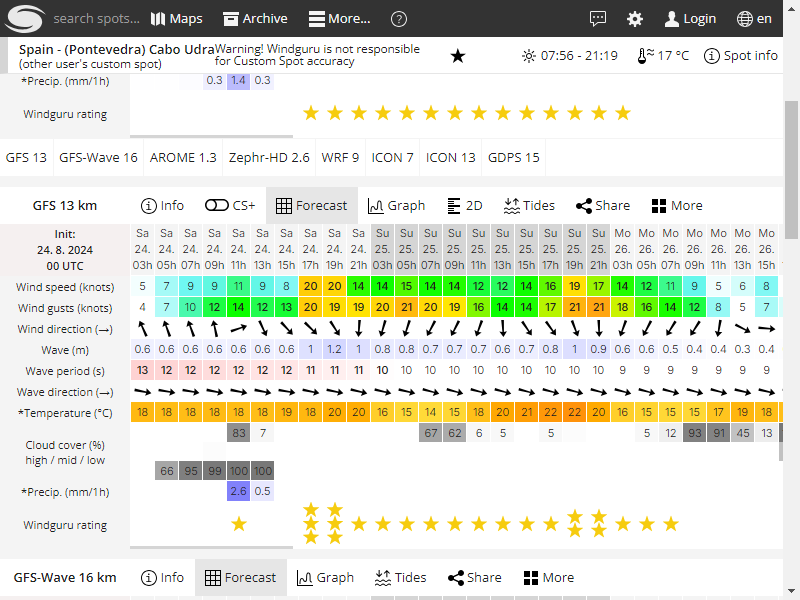 search spots... Maps Archive More... ? Login en
Spain - (Pontevedra) Cabo Udra
(other user's custom spot)
Warning! Windguru is not responsible
for Custom Spot accuracy
07:56 - 21:19 17 °C Spot info
*Precip. (mm/1h) 0.3 1.4 0.3
Windguru rating
GFS 13 GFS-Wave 16 AROME 1.3 Zephr-HD 2.6 WRF 9 ICON 7 ICON 13 GDPS 15
GFS 13 km Info CS+ Forecast Graph 2D Tides Share More
Init:
24. 8. 2024
00 UTC
Sa Sa Sa Sa Sa Sa Sa Sa Sa Sa Su Su Su Su Su Su Su Su Su Su Mo Mo Mo Mo Mo Mo Mo
24. 24. 24. 24. 24. 24. 24. 24. 24. 24. 25. 25. 25. 25. 25. 25. 25. 25. 25. 25. 26. 26. 26. 26. 26. 26. 26.
03h 05h 07h 09h 11h 13h 15h 17h 19h 21h 03h 05h 07h 09h 11h 13h 15h 17h 19h 21h 03h 05h 07h 09h 11h 13h 15h
Wind speed (knots) 5 7 9 9 11 9 8 20 20 14 14 15 14 14 12 12 14 16 19 17 14 12 11 9 5 6 8
Wind gusts (knots) 4 7 10 12 14 12 13 20 19 19 20 21 20 19 16 14 14 17 21 21 18 16 14 12 8 5 7
Wind direction (→)
Wave (m) 0.6 0.6 0.6 0.6 0.6 0.6 0.6 1 1.2 1 0.8 0.8 0.7 0.7 0.7 0.6 0.7 0.8 1 0.9 0.6 0.6 0.5 0.4 0.4 0.3 0.4
Wave period (s) 13 12 12 12 12 12 12 11 11 11 10 10 10 10 10 10 10 10 10 10 9 9 9 9 9 9 9
Wave direction (→)
*Temperature (°C) 18 18 18 18 18 18 19 18 20 20 16 15 14 15 18 20 21 22 22 20 16 15 15 15 17 19 18
Cloud cover (%)
high / mid / low
83 7 67 62 6 5 5 5 12 93 91 45 13
66 95 99 100 100
*Precip. (mm/1h) 2.6 0.5
Windguru rating
GFS-Wave 16 km Info Forecast Graph Tides Share More